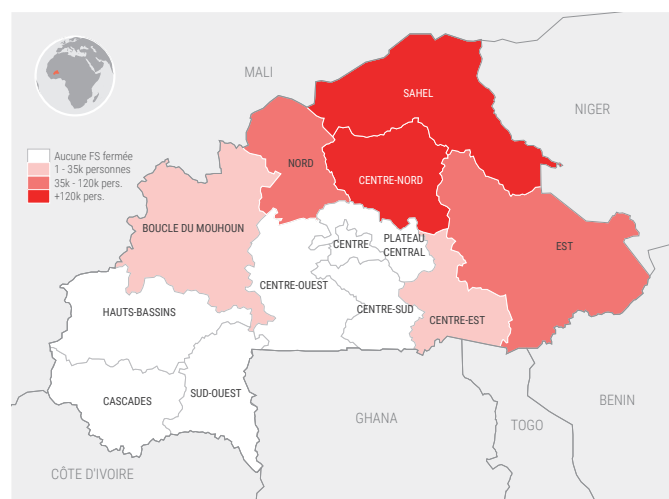 MALI
SAHEL
NIGER
Aucune FS fermée
1 - 35k personnes
35k - 120k pers.
+120k pers.
NORD
CENTRE-NORD
BOUCLE DU MOUHOUN
CENTRE
PLATEAU
CENTRAL
EST
CENTRE-OUEST
HAUTS-BASSINS
CENTRE-SUD
CENTRE-EST
CASCADES
SUD-OUEST
GHANA
TOGO
BENIN
CÔTE D'IVOIRE